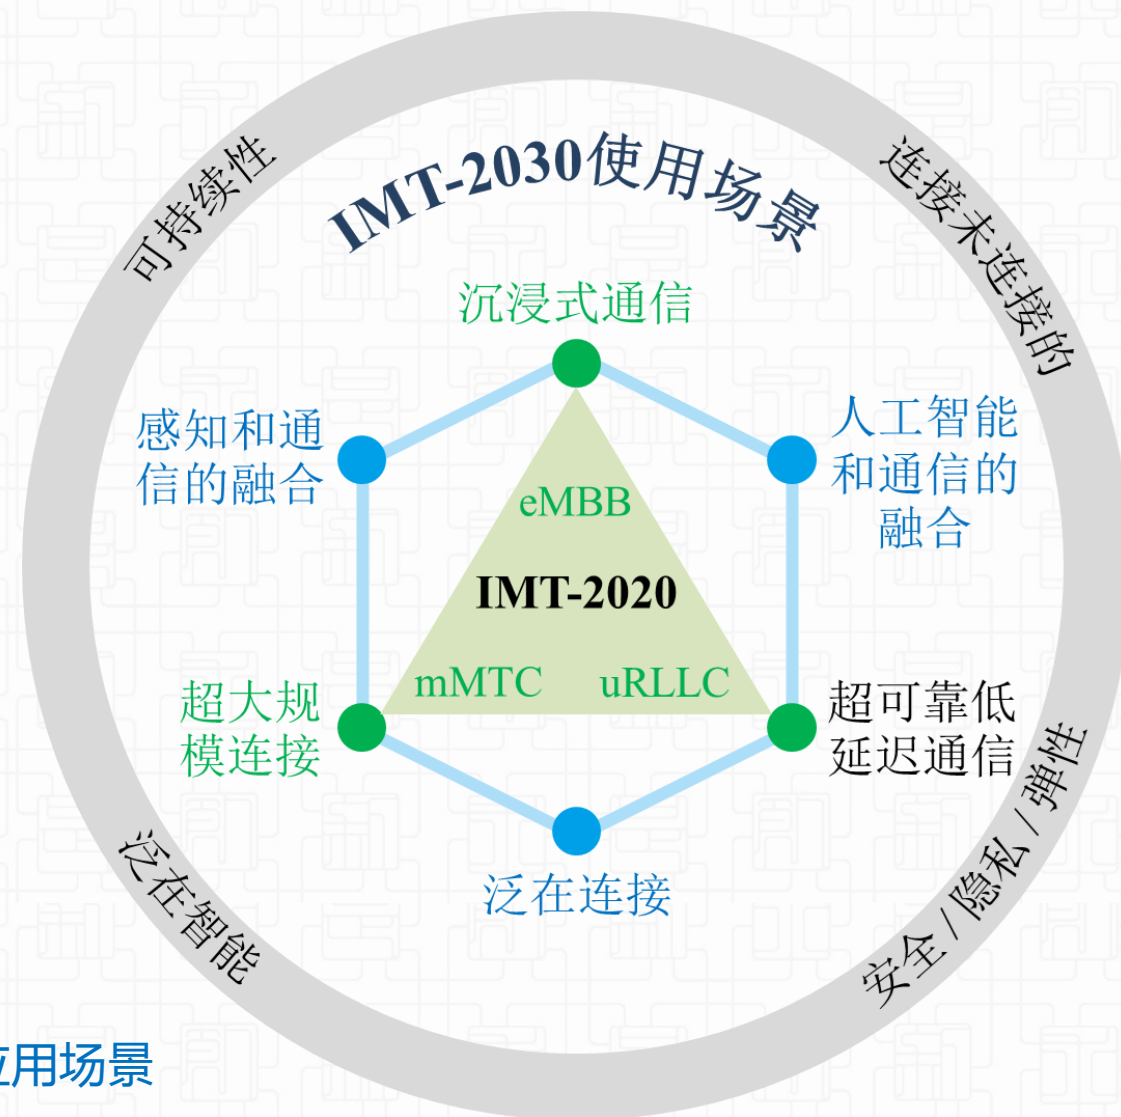 IMT-2030使用场景
可持续性
连接未连接的
沉浸式通信
感知和通
信的融合
人工智能
和通信的
融合
eMBB
IMT-2020
mMTC
uRLLC
超大规
模连接
超可靠低
延迟通信
泛在连接
泛在智能
安全 / 隐私 / 弹性
应用场景